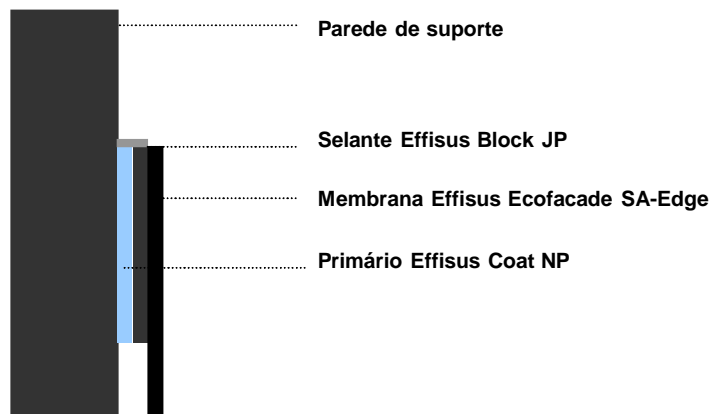 Parede de suporte
Selante Effisus Block JP
Membrana Effisus Ecofacade SA-Edge
Primário Effisus Coat NP